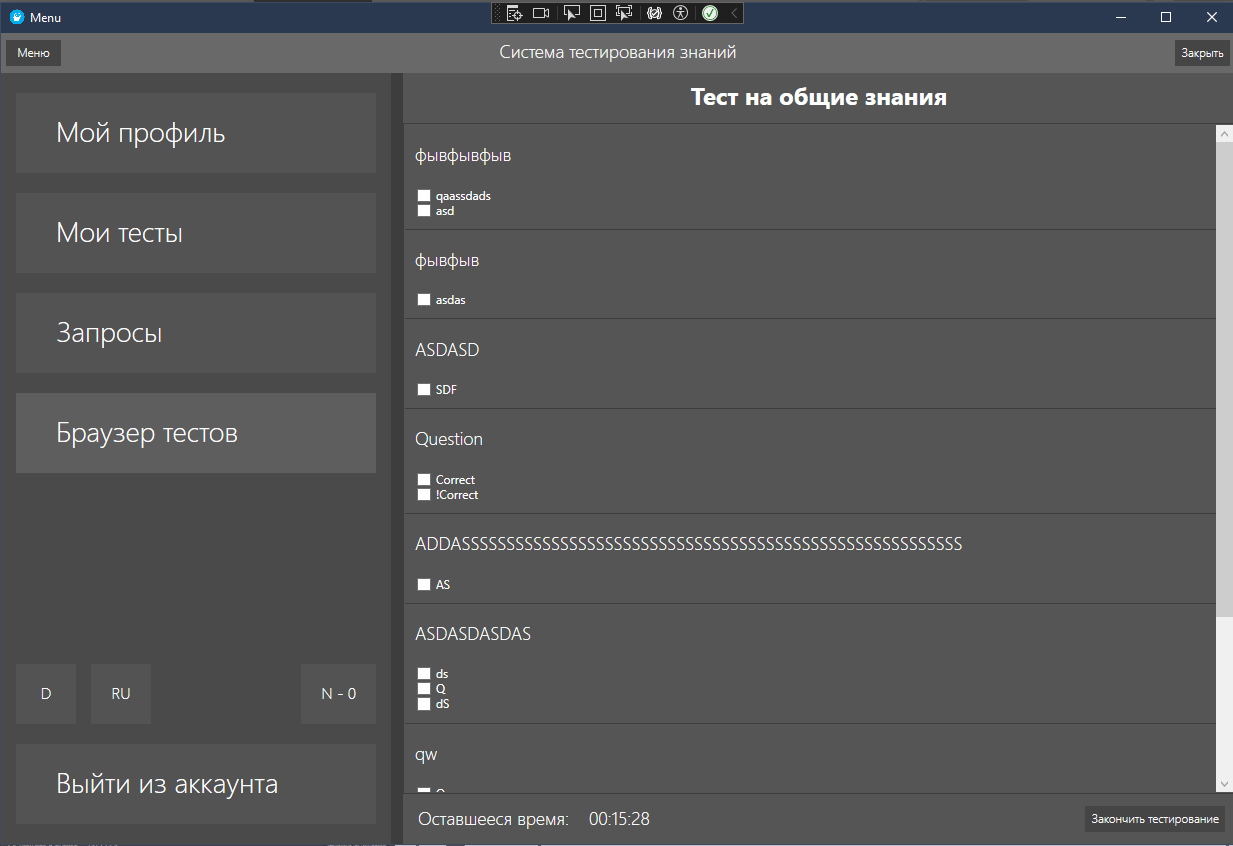 Menu
Меню
Система тестирования знаний
Закрыть
Мой профиль
Мои тесты
Запросы
Браузер тестов
D
RU
N - 0
Выйти из аккаунта
Тест на общие знания
фывфывфыв
qaassdads
asd
фывфыв
asdas
ASDASD
SDF
Question
Correct
!Correct
ADDASSSSSSSSSSSSSSSSSSSSSSSSSSSSSSSSSSSSSSSSSSSSSSSSSSSSSSSS
AS
ASDASDASDAS
ds
Q
dS
qw
Оставшееся время: 00:15:28
Закончить тестирование